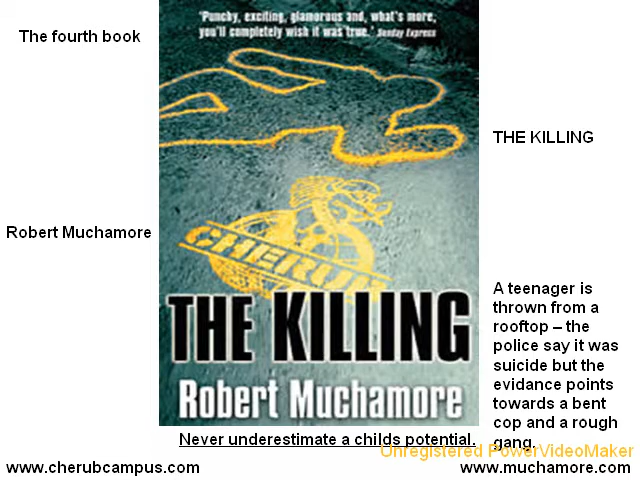 The fourth book
'Punchy, exciting, glamorous and, what's more,
you'll completely wish it was true.' Sunday Express
THE KILLING
Robert Muchamore
CHERUB
THE KILLING
Robert Muchamore
A teenager is
thrown from a
rooftop – the
police say it was
suicide but the
evidance points
towards a bent
cop and a rough
gang.
Never underestimate a childs potential.
Unregistered PowerVideoMaker
www.cherubcampus.com
www.muchamore.com